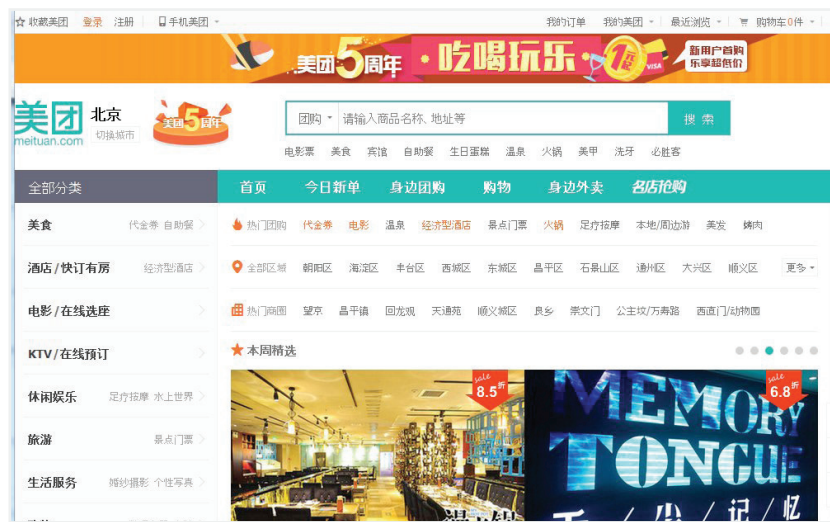 收藏美团 登录 注册 手机美团 我的订单 我的美团 最近浏览 购物车0件
美团5周年 · 吃喝玩乐 · 1元玩 VISA 新用户首购
乐享超低价
美团 北京
meituan.com 切换城市
美团5周年
团购 请输入商品名称、地址等 搜索
电影票 美食 宾馆 自助餐 生日蛋糕 温泉 火锅 美甲 洗牙 必胜客
全部分类 首页 今日新单 身边团购 购物 身边外卖 名店抢购
美食 代金券 自助餐
热门团购 代金券 电影 温泉 经济型酒店 景点门票 火锅 足疗按摩 本地/周边游 美发 烤肉
酒店/快订有房 经济型酒店
全部区域 朝阳区 海淀区 丰台区 西城区 东城区 昌平区 石景山区 通州区 大兴区 顺义区 更多
电影/在线选座
热门商圈 望京 昌平镇 回龙观 天通苑 顺义城区 良乡 崇文门 公主坟/万寿路 西直门/动物园
KTV/在线预订
本周精选
休闲娱乐 足疗按摩 水上世界
旅游 景点门票
生活服务 婚纱摄影 个性写真
sale
8.5折
sale
6.8折
MEMORY
TONGUE
舌/尖/记/忆